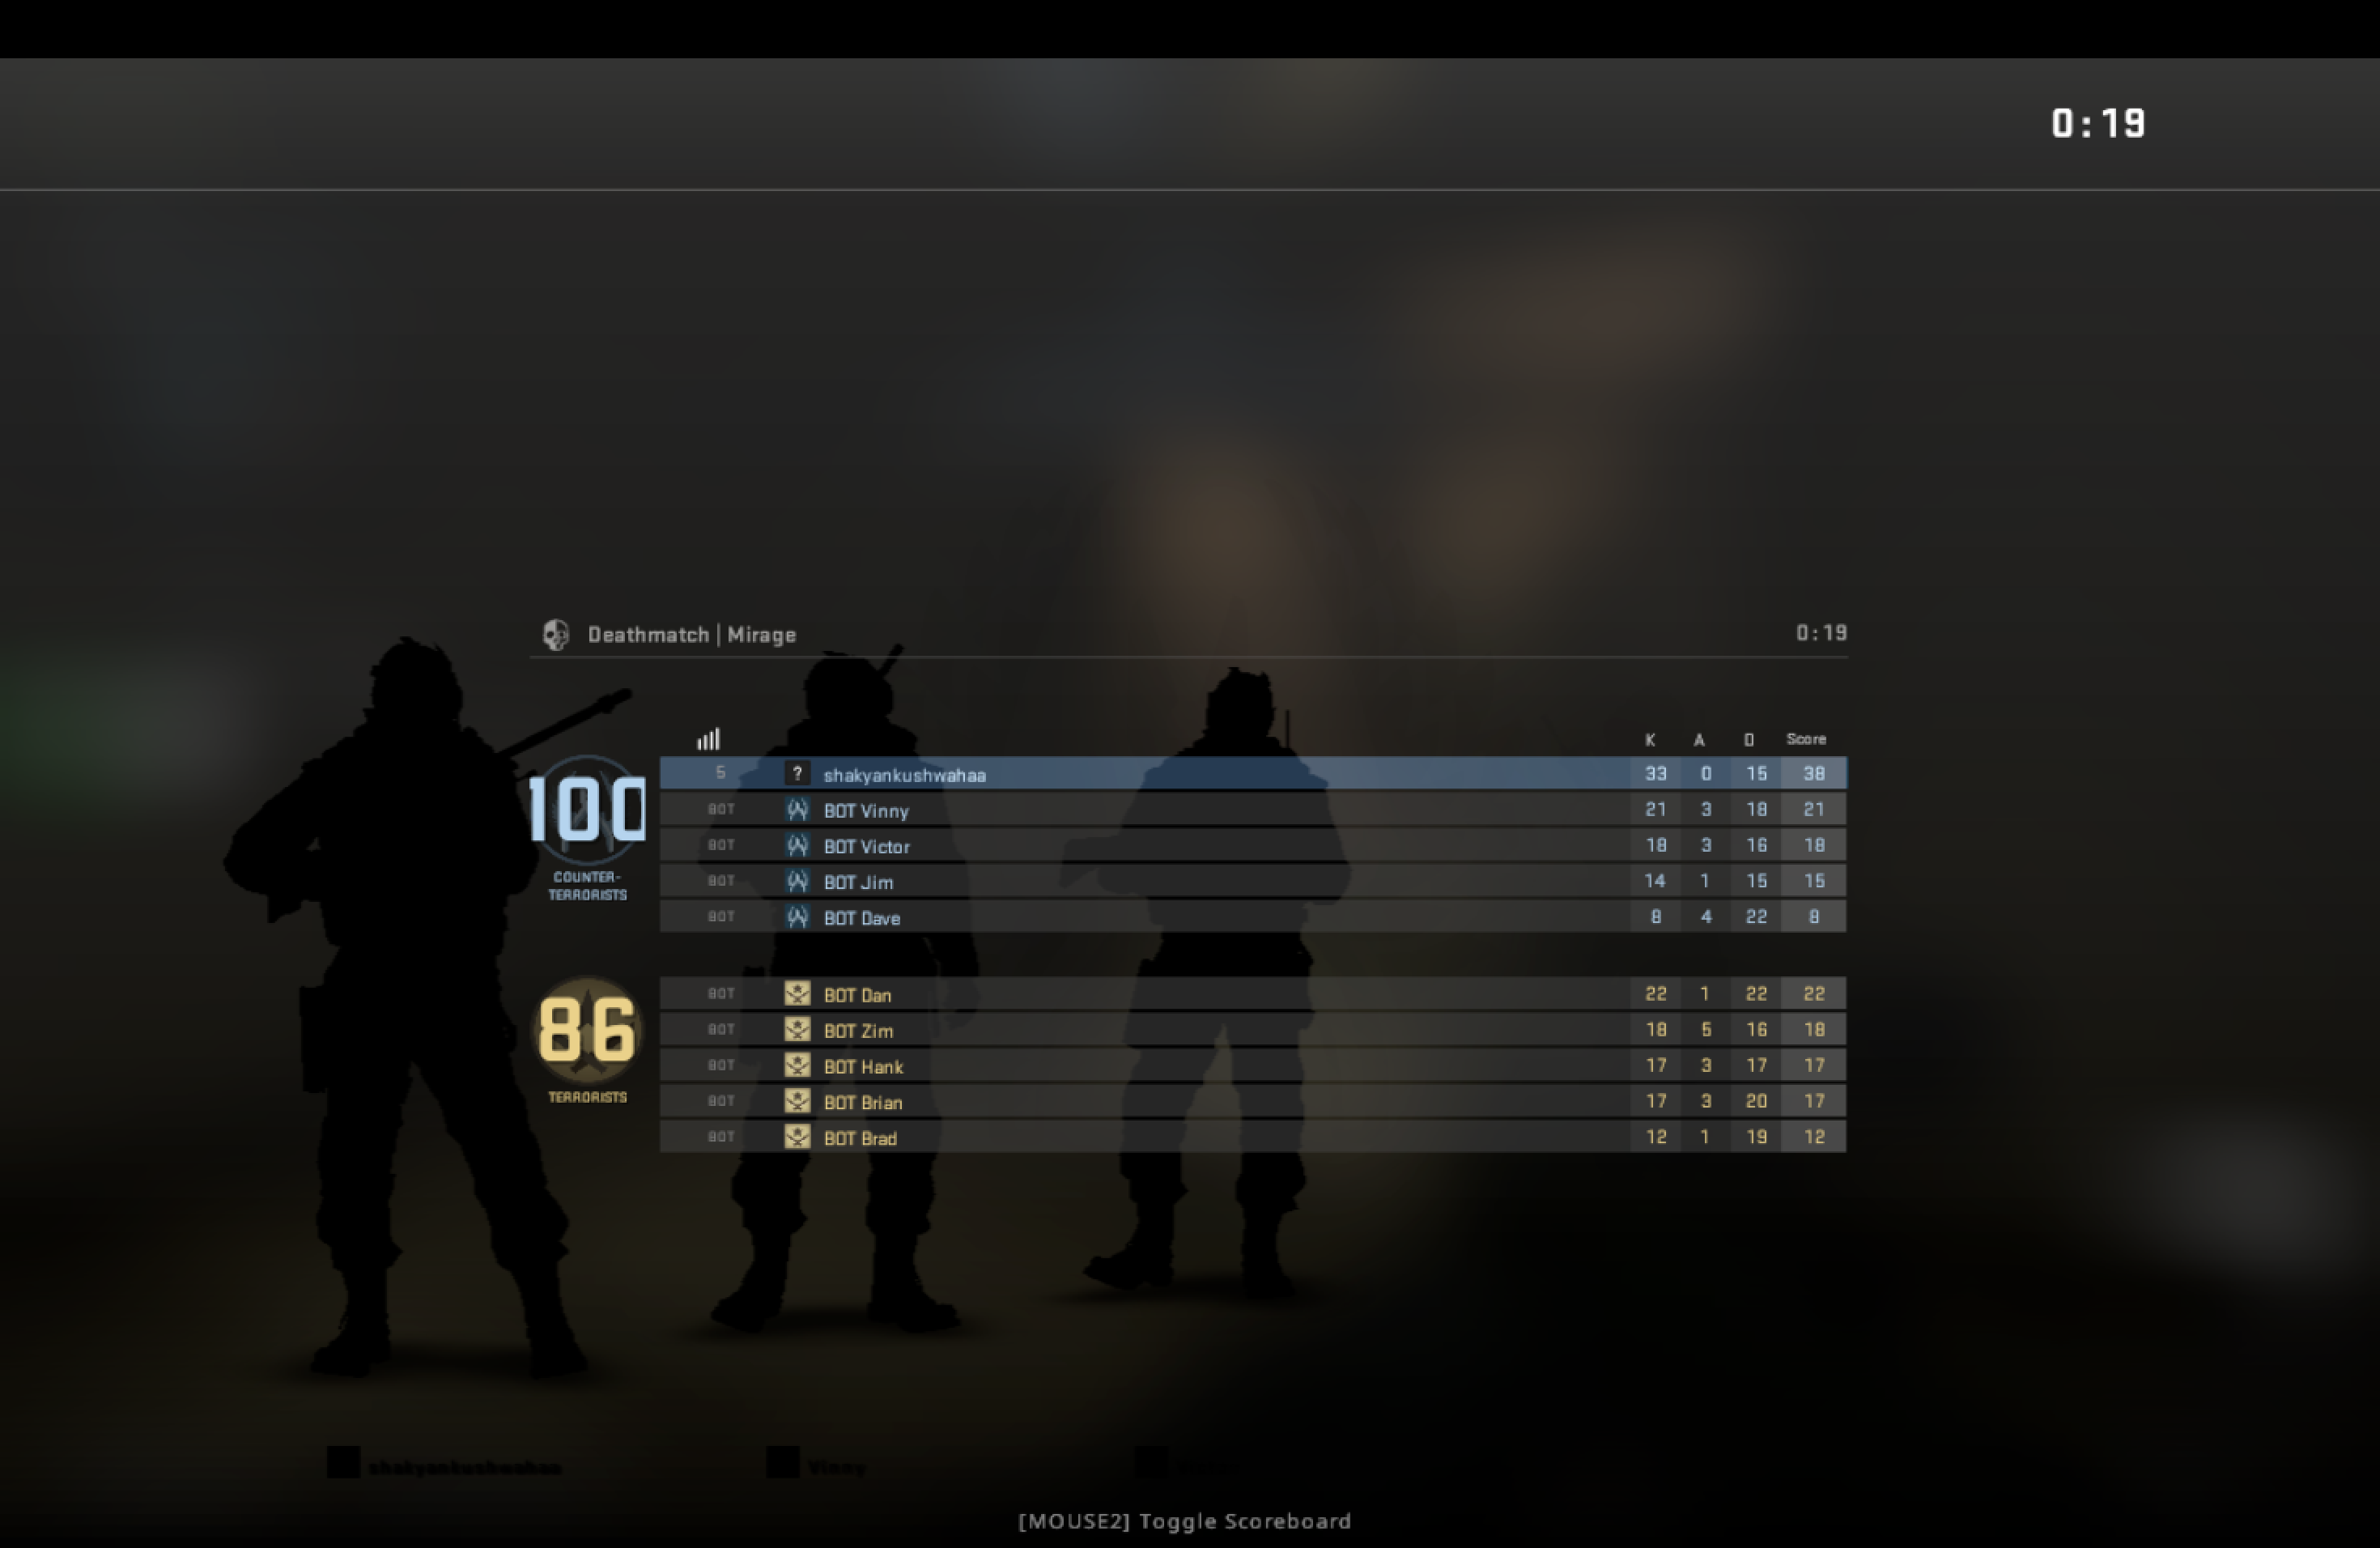 0:19
Deathmatch | Mirage 0:19
K A D Score
100
COUNTER-
TERRORISTS
5 ? shakyankushwahaa 33 0 15 38
BOT BOT Vinny 21 3 18 21
BOT BOT Victor 18 3 16 18
BOT BOT Jim 14 1 15 15
BOT BOT Dave 8 4 22 8
86
TERRORISTS
BOT BOT Dan 22 1 22 22
BOT BOT Zim 18 5 16 18
BOT BOT Hank 17 3 17 17
BOT BOT Brian 17 3 20 17
BOT BOT Brad 12 1 19 12
shakyankushwahaa Vinny
[MOUSE2] Toggle Scoreboard